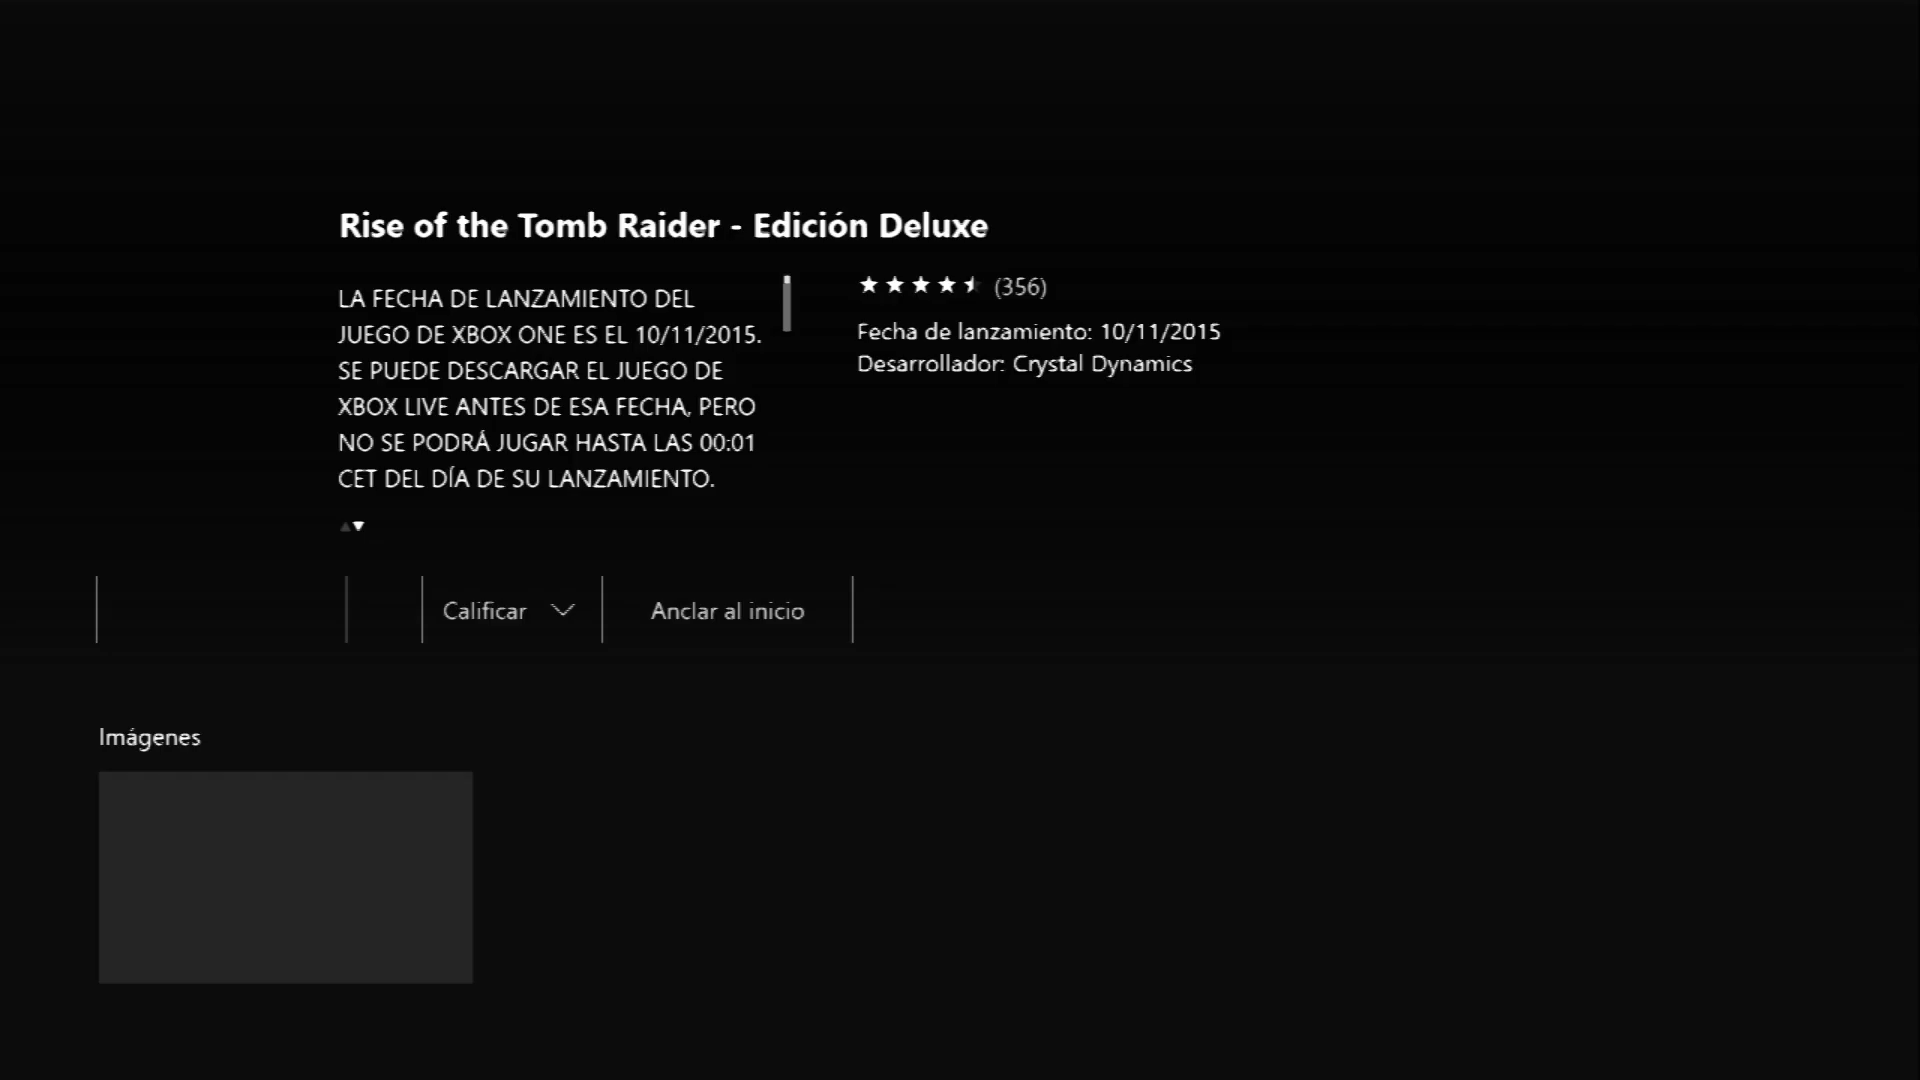 Rise of the Tomb Raider - Edición Deluxe
LA FECHA DE LANZAMIENTO DEL
JUEGO DE XBOX ONE ES EL 10/11/2015.
SE PUEDE DESCARGAR EL JUEGO DE
XBOX LIVE ANTES DE ESA FECHA, PERO
NO SE PODRÁ JUGAR HASTA LAS 00:01
CET DEL DÍA DE SU LANZAMIENTO.
(356)
Fecha de lanzamiento: 10/11/2015
Desarrollador: Crystal Dynamics
Calificar
Anclar al inicio
Imágenes